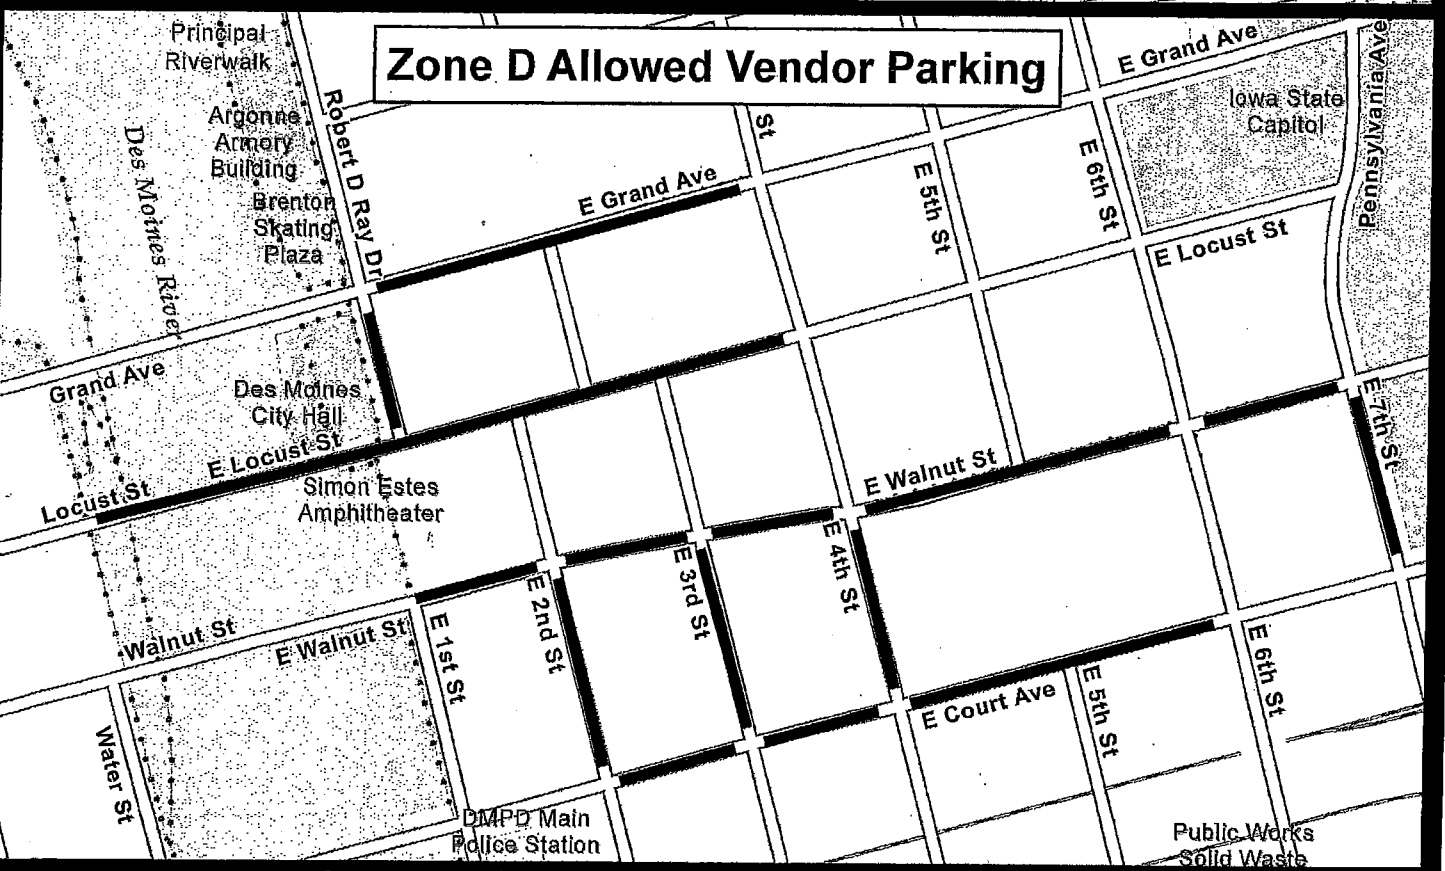 Zone D Allowed Vendor Parking
Principal
Riverwalk
Argonne
Armory
Building
Brenton
Skating
Plaza
Robert D Ray Dr
Des Moines River
St
E Grand Ave
E Grand Ave
Iowa State
Capitol
Pennsylvania Ave
E 5th St
E 6th St
E Locust St
Grand Ave
Des Moines
City Hall
E Locust St
Locust St
Simon Estes
Amphitheater
E Walnut St
E 7th St
Walnut St
E Walnut St
E 1st St
E 2nd St
E 3rd St
E 4th St
E Court Ave
E 5th St
E 6th St
Water St
DMPD Main
Police Station
Public Works
Solid Waste